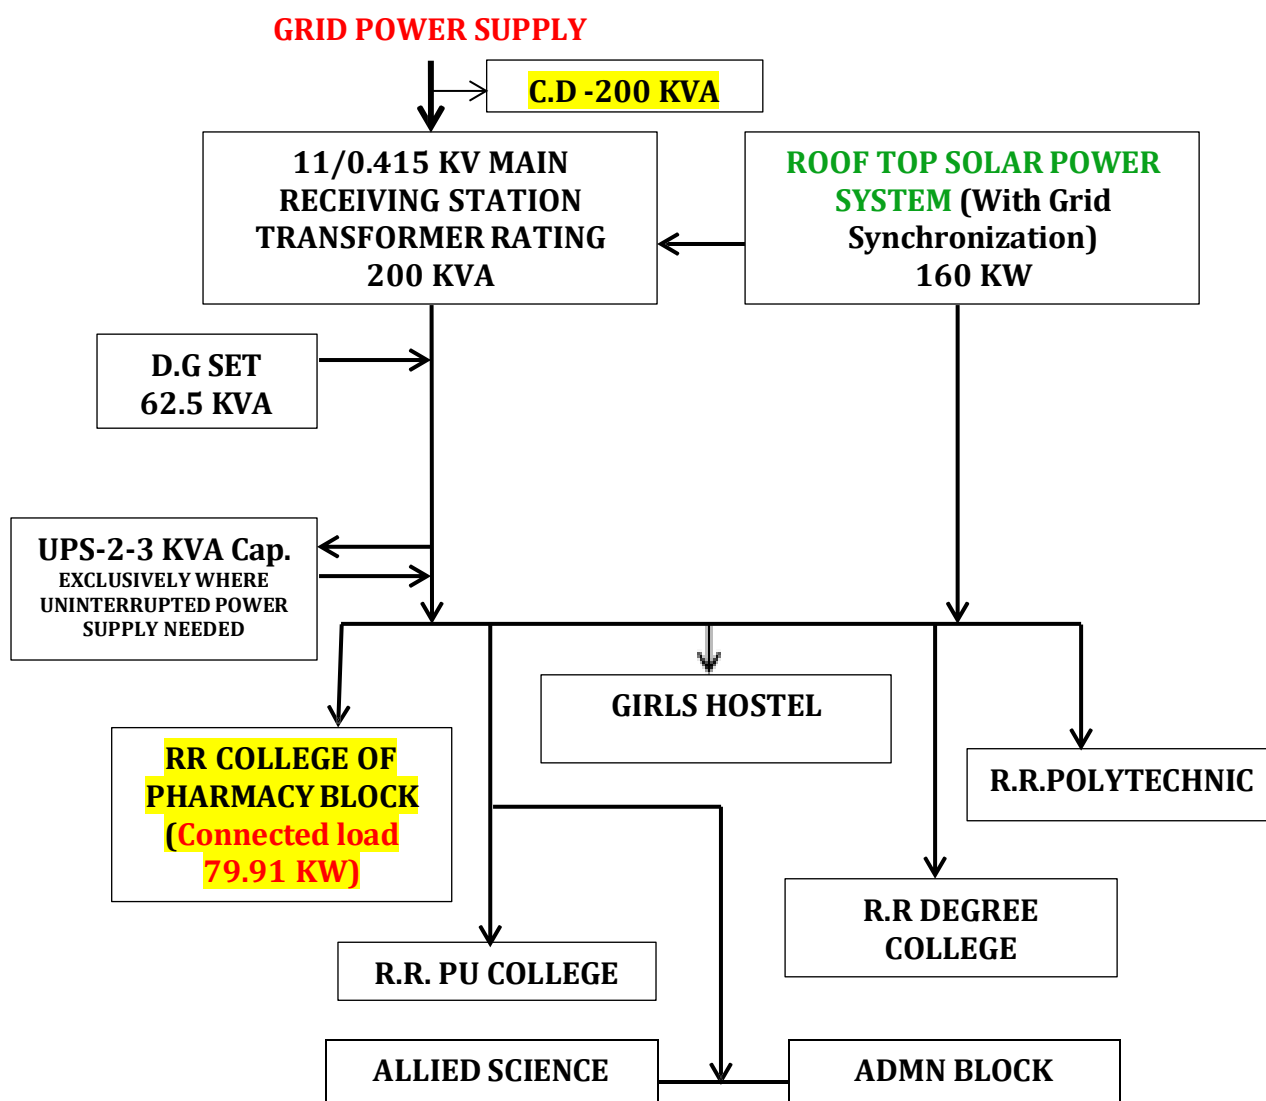 GRID POWER SUPPLY
C.D -200 KVA
11/0.415 KV MAIN
RECEIVING STATION
TRANSFORMER RATING
200 KVA
ROOF TOP SOLAR POWER
SYSTEM (With Grid
Synchronization)
160 KW
D.G SET
62.5 KVA
UPS-2-3 KVA Cap.
EXCLUSIVELY WHERE
UNINTERRUPTED POWER
SUPPLY NEEDED
GIRLS HOSTEL
RR COLLEGE OF
PHARMACY BLOCK
(Connected load
79.91 KW)
R.R.POLYTECHNIC
R.R DEGREE
COLLEGE
R.R. PU COLLEGE
ALLIED SCIENCE
ADMN BLOCK